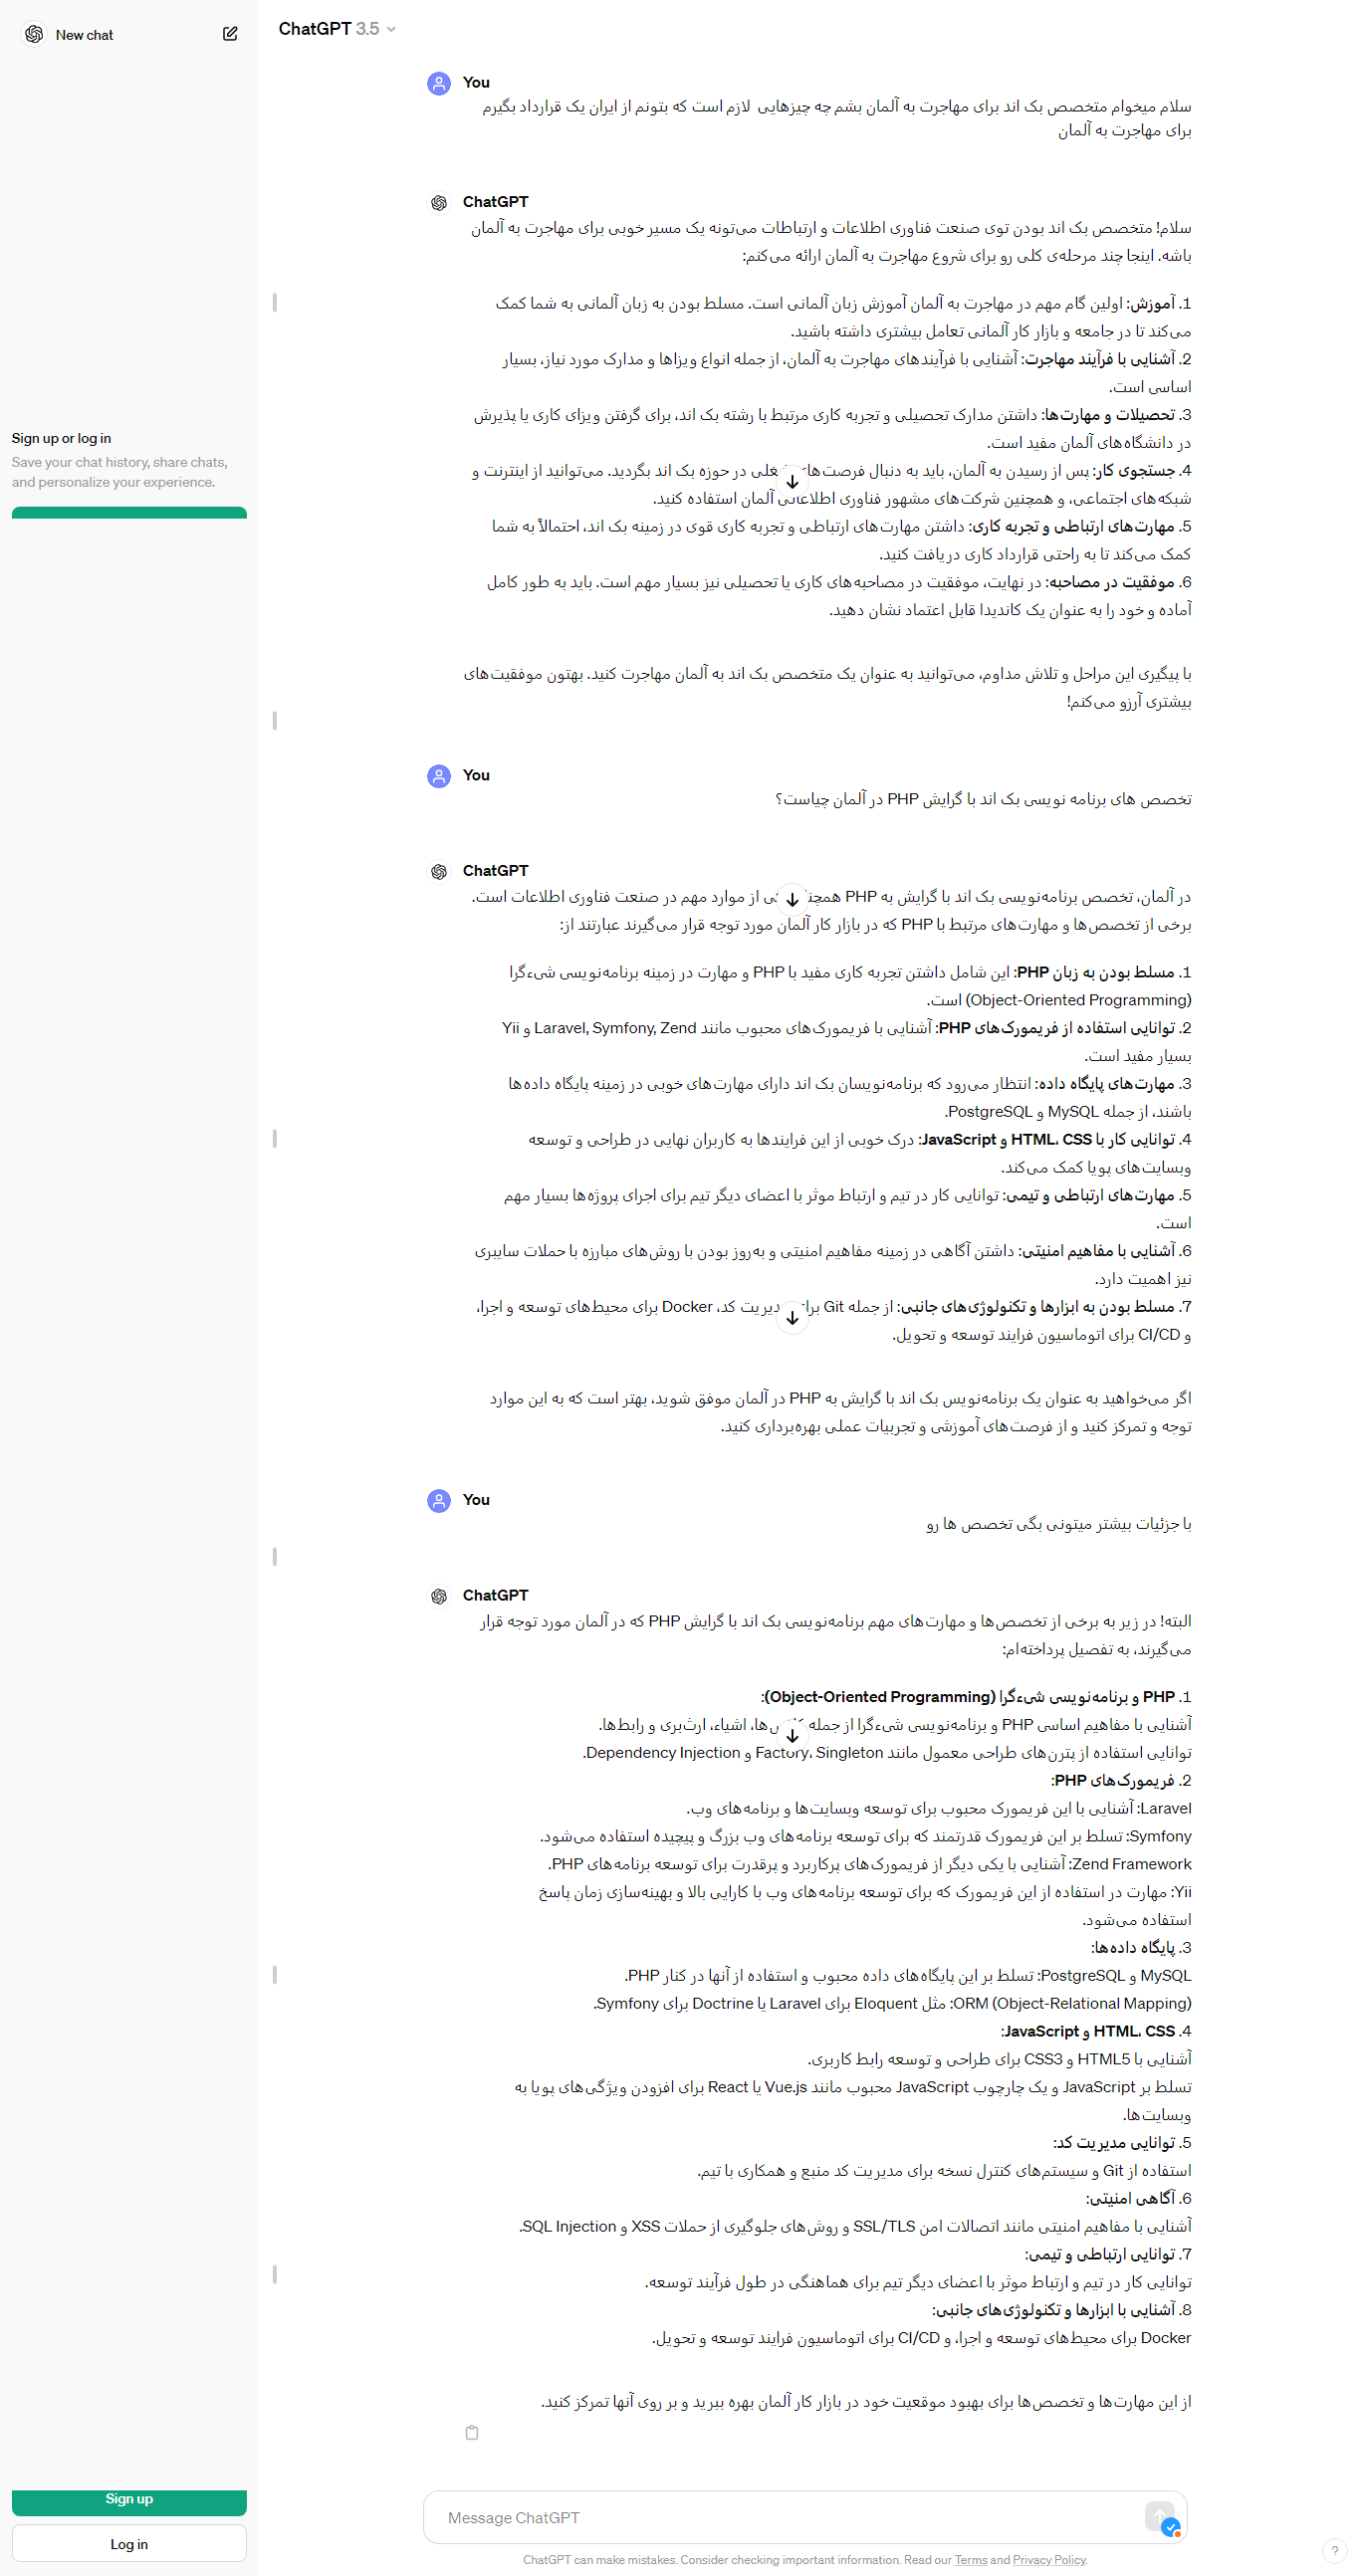 New chat
ChatGPT 3.5
You
سلام میخوام متخصص بک اند برای مهاجرت به آلمان بشم چه چیزهایی لازم است که بتونم از ایران یک قرارداد بگیرم
برای مهاجرت به آلمان
ChatGPT
سلام! متخصص بک اند بودن توی صنعت فناوری اطلاعات و ارتباطات می‌تونه یک مسیر خوبی برای مهاجرت به آلمان
باشه. اینجا چند مرحله‌ی کلی رو برای شروع مهاجرت به آلمان ارائه می‌کنم:
1. آموزش: اولین گام مهم در مهاجرت به آلمان آموزش زبان آلمانی است. مسلط بودن به زبان آلمانی به شما کمک
می‌کند تا در جامعه و بازار کار آلمانی تعامل بیشتری داشته باشید.
2. آشنایی با فرآیند مهاجرت: آشنایی با فرآیندهای مهاجرت به آلمان، از جمله انواع ویزاها و مدارک مورد نیاز، بسیار
اساسی است.
3. تحصیلات و مهارت‌ها: داشتن مدارک تحصیلی و تجربه کاری مرتبط با رشته بک اند، برای گرفتن ویزای کاری یا پذیرش
در دانشگاه‌های آلمان مفید است.
4. جستجوی کار: پس از رسیدن به آلمان، باید به دنبال فرصت‌های شغلی در حوزه بک اند بگردید. می‌توانید از اینترنت و
شبکه‌های اجتماعی، و همچنین شرکت‌های مشهور فناوری اطلاعاتی آلمان استفاده کنید.
5. مهارت‌های ارتباطی و تجربه کاری: داشتن مهارت‌های ارتباطی و تجربه کاری قوی در زمینه بک اند، احتمالاً به شما
کمک می‌کند تا به راحتی قرارداد کاری دریافت کنید.
6. موفقیت در مصاحبه: در نهایت، موفقیت در مصاحبه‌های کاری یا تحصیلی نیز بسیار مهم است. باید به طور کامل
آماده و خود را به عنوان یک کاندیدا قابل اعتماد نشان دهید.
با پیگیری این مراحل و تلاش مداوم، می‌توانید به عنوان یک متخصص بک اند به آلمان مهاجرت کنید. بهتون موفقیت‌های
بیشتری آرزو می‌کنم!
You
تخصص های برنامه نویسی بک اند با گرایش PHP در آلمان چیاست؟
ChatGPT
در آلمان، تخصص برنامه‌نویسی بک اند با گرایش به PHP از موارد مهم در صنعت فناوری اطلاعات است.
برخی از تخصص‌ها و مهارت‌های مرتبط با PHP که در بازار کار آلمان مورد توجه قرار می‌گیرند عبارتند از:
1. مسلط بودن به زبان PHP: این شامل داشتن تجربه کاری مفید با PHP و مهارت در زمینه برنامه‌نویسی شیءگرا
(Object-Oriented Programming) است.
2. توانایی استفاده از فریمورک‌های PHP: آشنایی با فریمورک‌های محبوب مانند Laravel, Symfony, Zend و Yii
بسیار مفید است.
3. مهارت‌های پایگاه داده: انتظار می‌رود که برنامه‌نویسان بک اند دارای مهارت‌های خوبی در زمینه پایگاه داده‌ها
باشند، از جمله MySQL و PostgreSQL.
4. توانایی کار با HTML، CSS و JavaScript: درک خوبی از این فرایندها به کاربران نهایی در طراحی و توسعه
وبسایت‌های پویا کمک می‌کند.
5. مهارت‌های ارتباطی و تیمی: توانایی کار در تیم و ارتباط موثر با اعضای دیگر تیم برای اجرای پروژه‌ها بسیار مهم
است.
6. آشنایی با مفاهیم امنیتی: داشتن آگاهی در زمینه مفاهیم امنیتی و به‌روز بودن با روش‌های مبارزه با حملات سایبری
نیز اهمیت دارد.
7. مسلط بودن به ابزارها و تکنولوژی‌های جانبی: از جمله Git برای مدیریت کد، Docker برای محیط‌های توسعه و اجرا،
و CI/CD برای اتوماسیون فرایند توسعه و تحویل.
اگر می‌خواهید به عنوان یک برنامه‌نویس بک اند با گرایش به PHP در آلمان موفق شوید، بهتر است که به این موارد
توجه و تمرکز کنید و از فرصت‌های آموزشی و تجربیات عملی بهره‌برداری کنید.
You
با جزئیات بیشتر میتونی بگی تخصص ها رو
ChatGPT
البته! در زیر به برخی از تخصص‌ها و مهارت‌های مهم برنامه‌نویسی بک اند با گرایش PHP که در آلمان مورد توجه قرار
می‌گیرند، به تفصیل پرداخته‌ام:
1. PHP و برنامه‌نویسی شیءگرا (Object-Oriented Programming):
آشنایی با مفاهیم اساسی PHP و برنامه‌نویسی شیءگرا از جمله کلاس‌ها، اشیاء، ارث‌بری و رابط‌ها.
توانایی استفاده از پترن‌های طراحی معمول مانند Factory، Singleton و Dependency Injection.
2. فریمورک‌های PHP:
Laravel: آشنایی با این فریمورک محبوب برای توسعه وبسایت‌ها و برنامه‌های وب.
Symfony: تسلط بر این فریمورک قدرتمند که برای توسعه برنامه‌های وب بزرگ و پیچیده استفاده می‌شود.
Zend Framework: آشنایی با یکی دیگر از فریمورک‌های پرکاربرد و پرقدرت برای توسعه برنامه‌های PHP.
Yii: مهارت در استفاده از این فریمورک که برای توسعه برنامه‌های وب با کارایی بالا و بهینه‌سازی زمان پاسخ
استفاده می‌شود.
3. پایگاه داده‌ها:
MySQL و PostgreSQL: تسلط بر این پایگاه‌های داده محبوب و استفاده از آنها در کنار PHP.
ORM (Object-Relational Mapping): مثل Eloquent برای Laravel یا Doctrine برای Symfony.
4. HTML، CSS و JavaScript:
آشنایی با HTML5 و CSS3 برای طراحی و توسعه رابط کاربری.
تسلط بر JavaScript و یک چارچوب JavaScript محبوب مانند Vue.js یا React برای افزودن ویژگی‌های پویا به
وبسایت‌ها.
5. توانایی مدیریت کد:
استفاده از Git و سیستم‌های کنترل نسخه برای مدیریت کد منبع و همکاری با تیم.
6. آگاهی امنیتی:
آشنایی با مفاهیم امنیتی مانند اتصالات امن SSL/TLS و روش‌های جلوگیری از حملات XSS و SQL Injection.
7. توانایی ارتباطی و تیمی:
توانایی کار در تیم و ارتباط موثر با اعضای دیگر تیم برای هماهنگی در طول فرآیند توسعه.
8. آشنایی با ابزارها و تکنولوژی‌های جانبی:
Docker برای محیط‌های توسعه و اجرا، و CI/CD برای اتوماسیون فرایند توسعه و تحویل.
از این مهارت‌ها و تخصص‌ها برای بهبود موقعیت خود در بازار کار آلمان بهره ببرید و بر روی آنها تمرکز کنید.
Sign up or log in
Save your chat history, share chats,
and personalize your experience.
Sign up
Log in
Message ChatGPT
ChatGPT can make mistakes. Consider checking important information. Read our Terms and Privacy Policy.
?